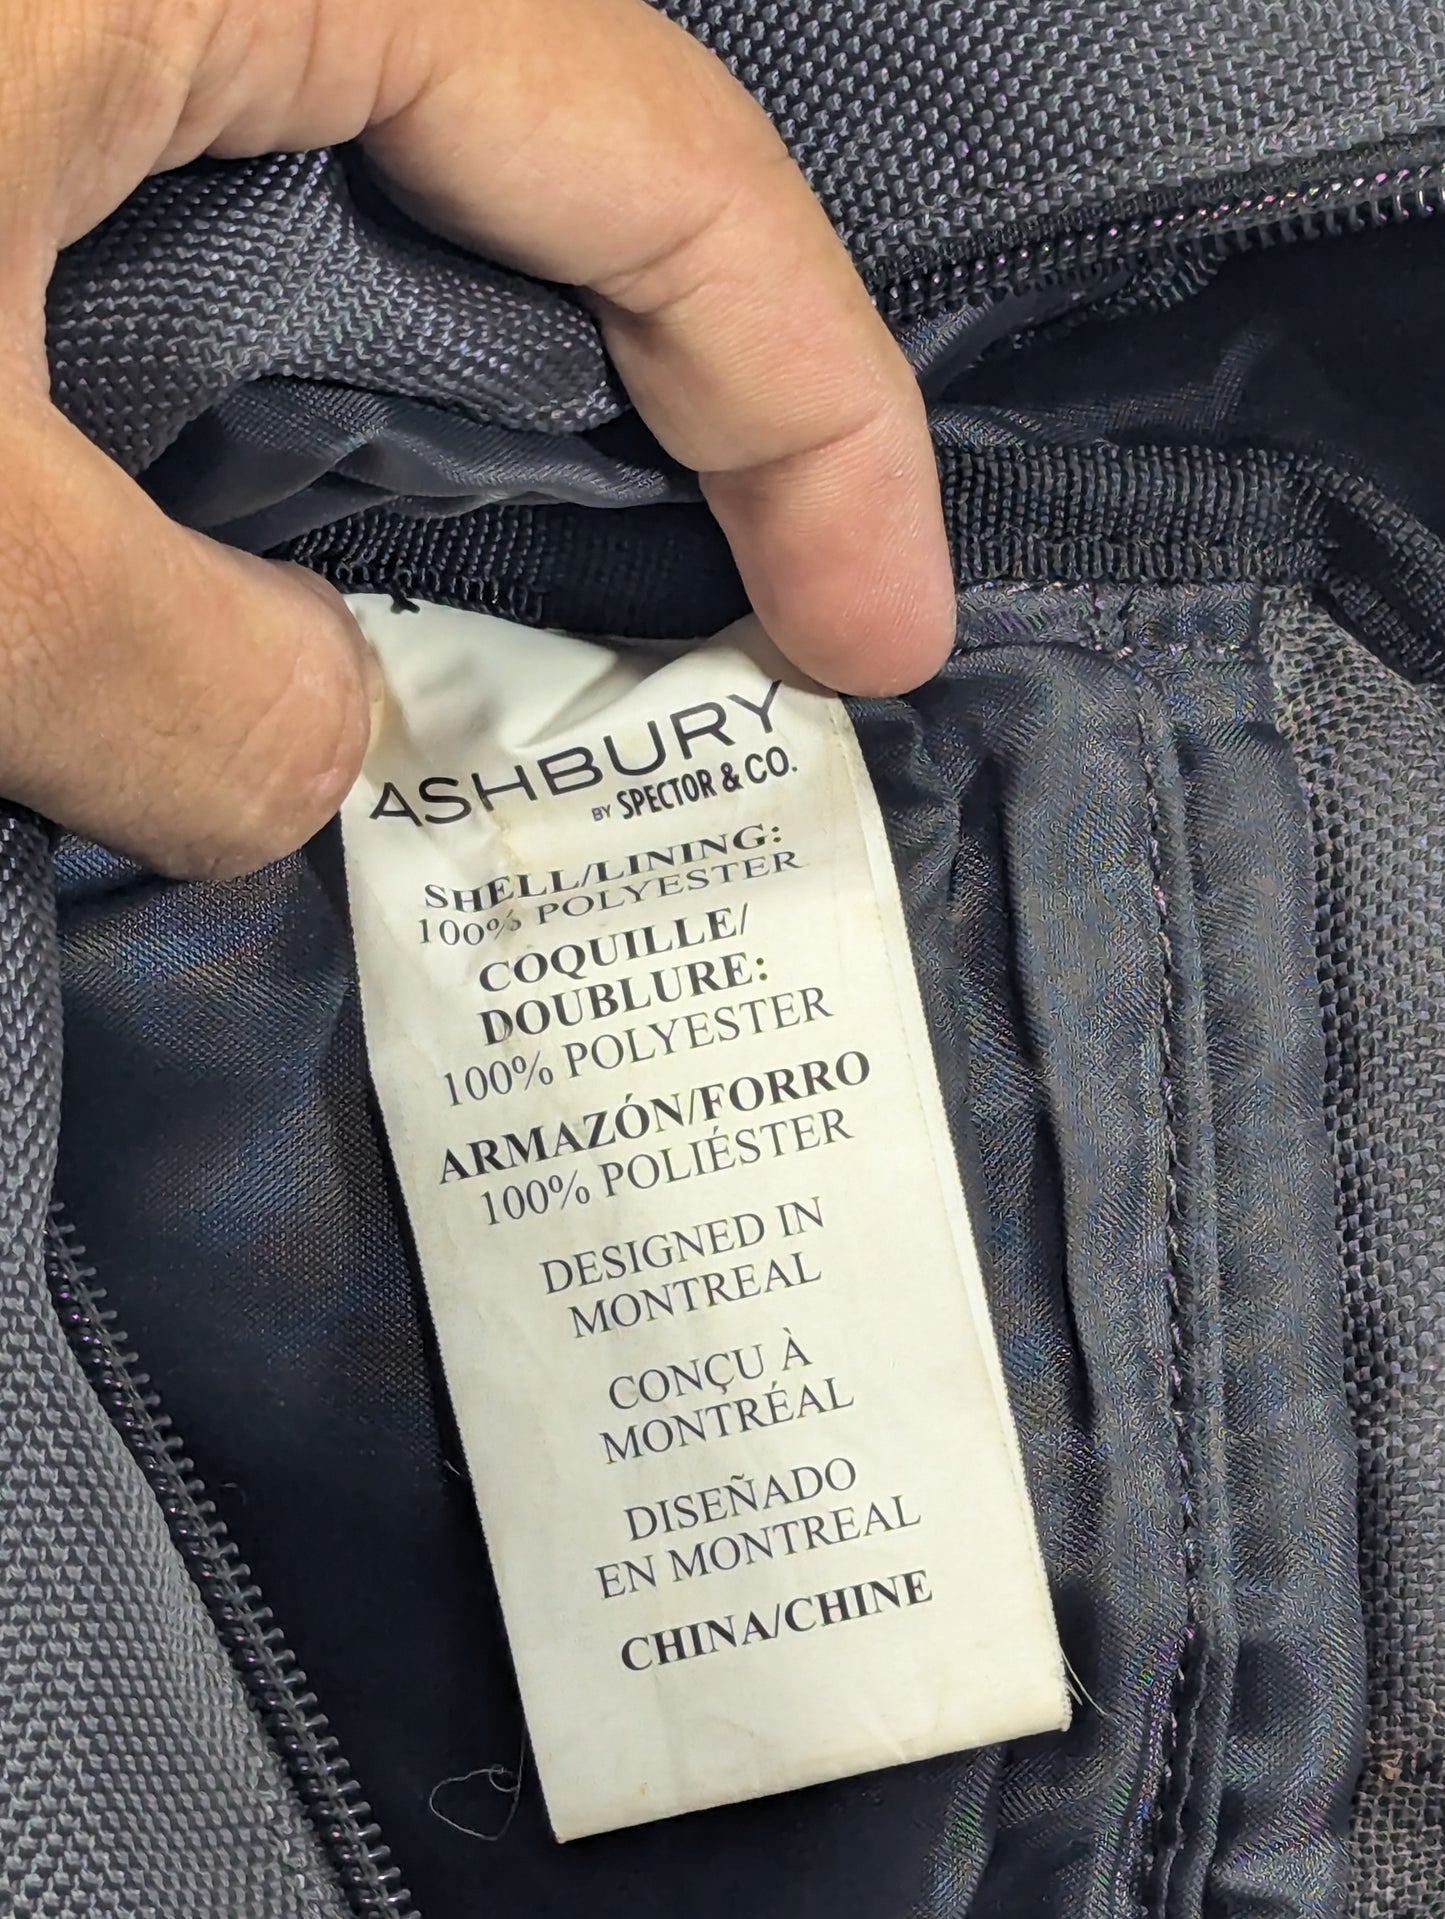 ASHBURY
BY SPECTOR & CO.
SHELL/LINING:
100% POLYESTER
COQUILLE/
DOUBLURE:
100% POLYESTER
ARMAZÓN/FORRO
100% POLIÉSTER
DESIGNED IN
MONTREAL
CONÇU À
MONTRÉAL
DISEÑADO
EN MONTREAL
CHINA/CHINE